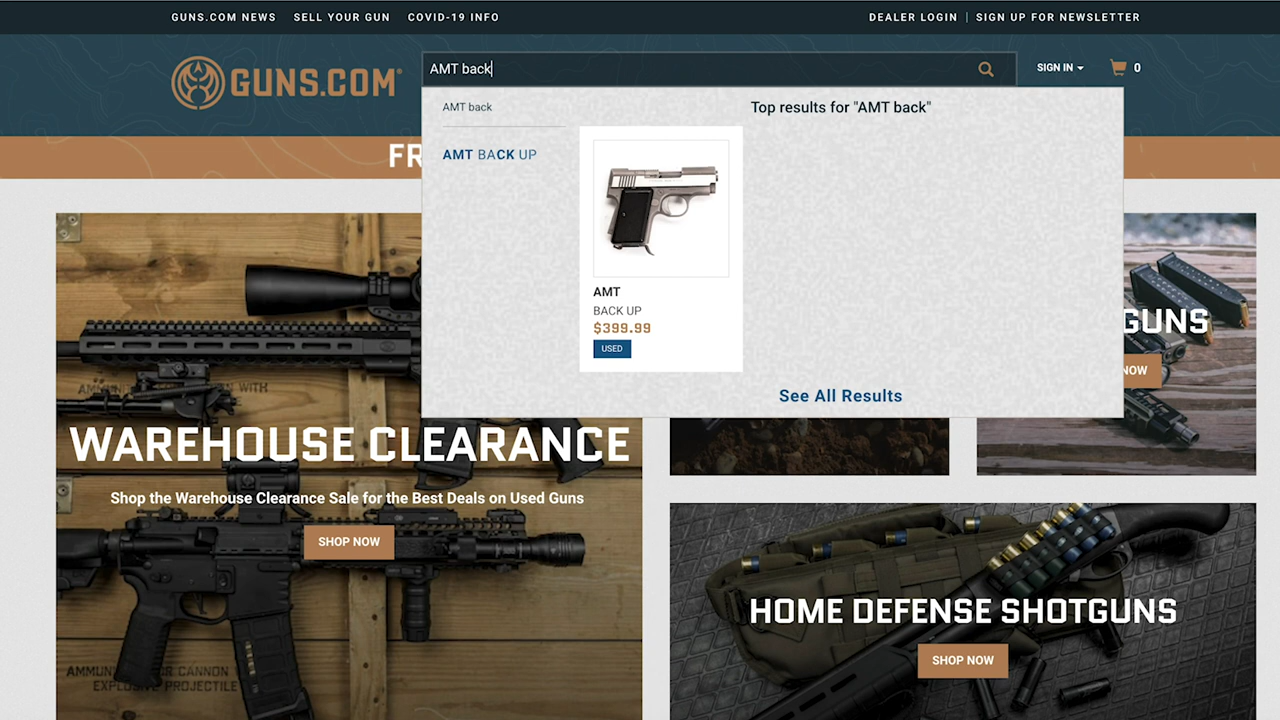 GUNS.COM NEWS SELL YOUR GUN COVID-19 INFO
DEALER LOGIN | SIGN UP FOR NEWSLETTER
GUNS.COM®
AMT back
SIGN IN
0
AMT back
Top results for "AMT back"
AMT BACK UP
FR
AMT
BACK UP
$399.99
USED
See All Results
WAREHOUSE CLEARANCE
Shop the Warehouse Clearance Sale for the Best Deals on Used Guns
SHOP NOW
GUNS
NOW
HOME DEFENSE SHOTGUNS
SHOP NOW
EXPLOSIVE PROJECTILE